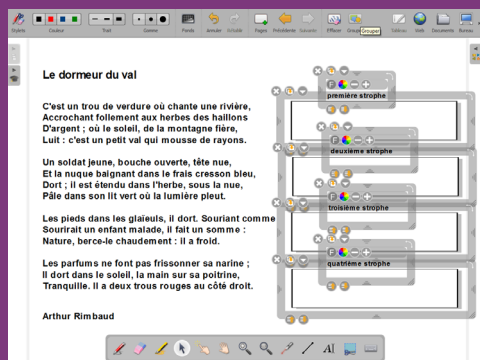 Stylets
Couleur
Trait
Gomme
Fonds
Annuler
Refaire
Pages
Précédente
Suivante
Effacer
Grouper
Tableau
Web
Documents
Bureau
Le dormeur du val
C'est un trou de verdure où chante une rivière,
Accrochant follement aux herbes des haillons
D'argent ; où le soleil, de la montagne fière,
Luit : c'est un petit val qui mousse de rayons.
Un soldat jeune, bouche ouverte, tête nue,
Et la nuque baignant dans le frais cresson bleu,
Dort ; il est étendu dans l'herbe, sous la nue,
Pâle dans son lit vert où la lumière pleut.
Les pieds dans les glaïeuls, il dort. Souriant comme
Sourirait un enfant malade, il fait un somme :
Nature, berce-le chaudement : il a froid.
Les parfums ne font pas frissonner sa narine ;
Il dort dans le soleil, la main sur sa poitrine,
Tranquille. Il a deux trous rouges au côté droit.
Arthur Rimbaud
première strophe
deuxième strophe
troisième strophe
quatrième strophe